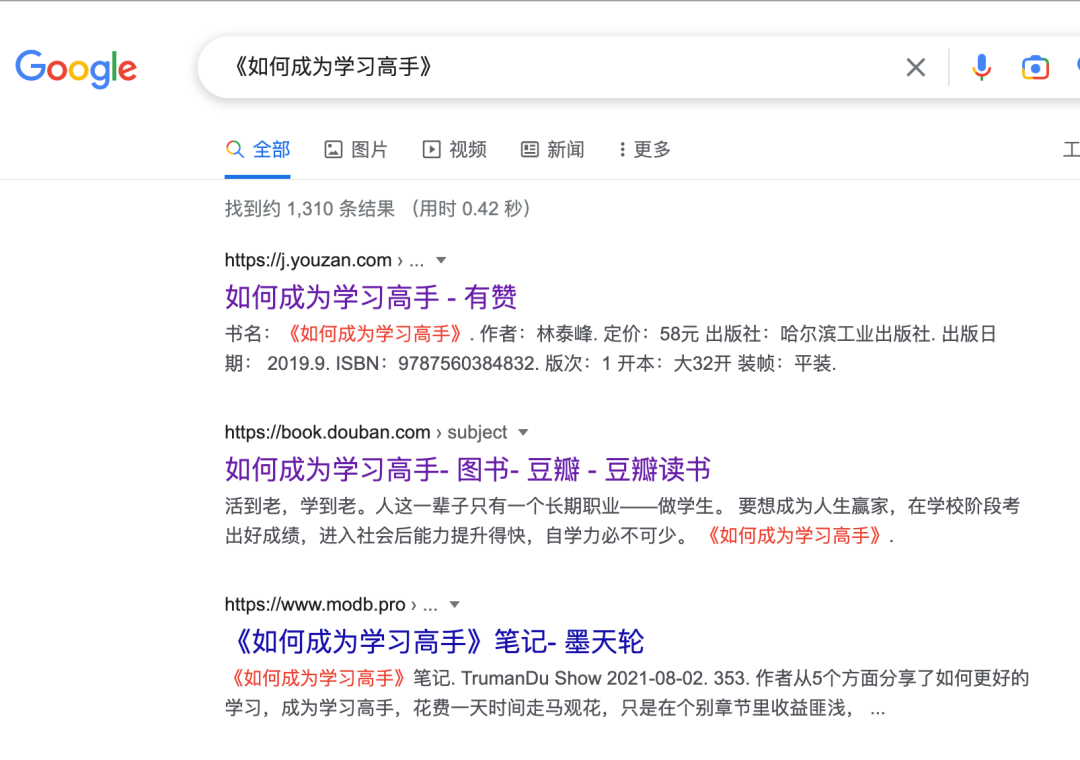 Google
《如何成为学习高手》
全部 图片 视频 新闻 更多 工
找到约 1,310 条结果 （用时 0.42 秒）
https://j.youzan.com › ...
如何成为学习高手 - 有赞
书名： 《如何成为学习高手》. 作者：林泰峰. 定价：58元 出版社：哈尔滨工业出版社. 出版日
期： 2019.9. ISBN：9787560384832. 版次：1 开本：大32开 装帧：平装.
https://book.douban.com › subject
如何成为学习高手- 图书- 豆瓣 - 豆瓣读书
活到老，学到老。人这一辈子只有一个长期职业——做学生。 要想成为人生赢家，在学校阶段考
出好成绩，进入社会后能力提升得快，自学力必不可少。 《如何成为学习高手》.
https://www.modb.pro › ...
《如何成为学习高手》笔记- 墨天轮
《如何成为学习高手》笔记. TrumanDu Show 2021-08-02. 353. 作者从5个方面分享了如何更好的
学习，成为学习高手，花费一天时间走马观花，只是在个别章节里收益匪浅， ...